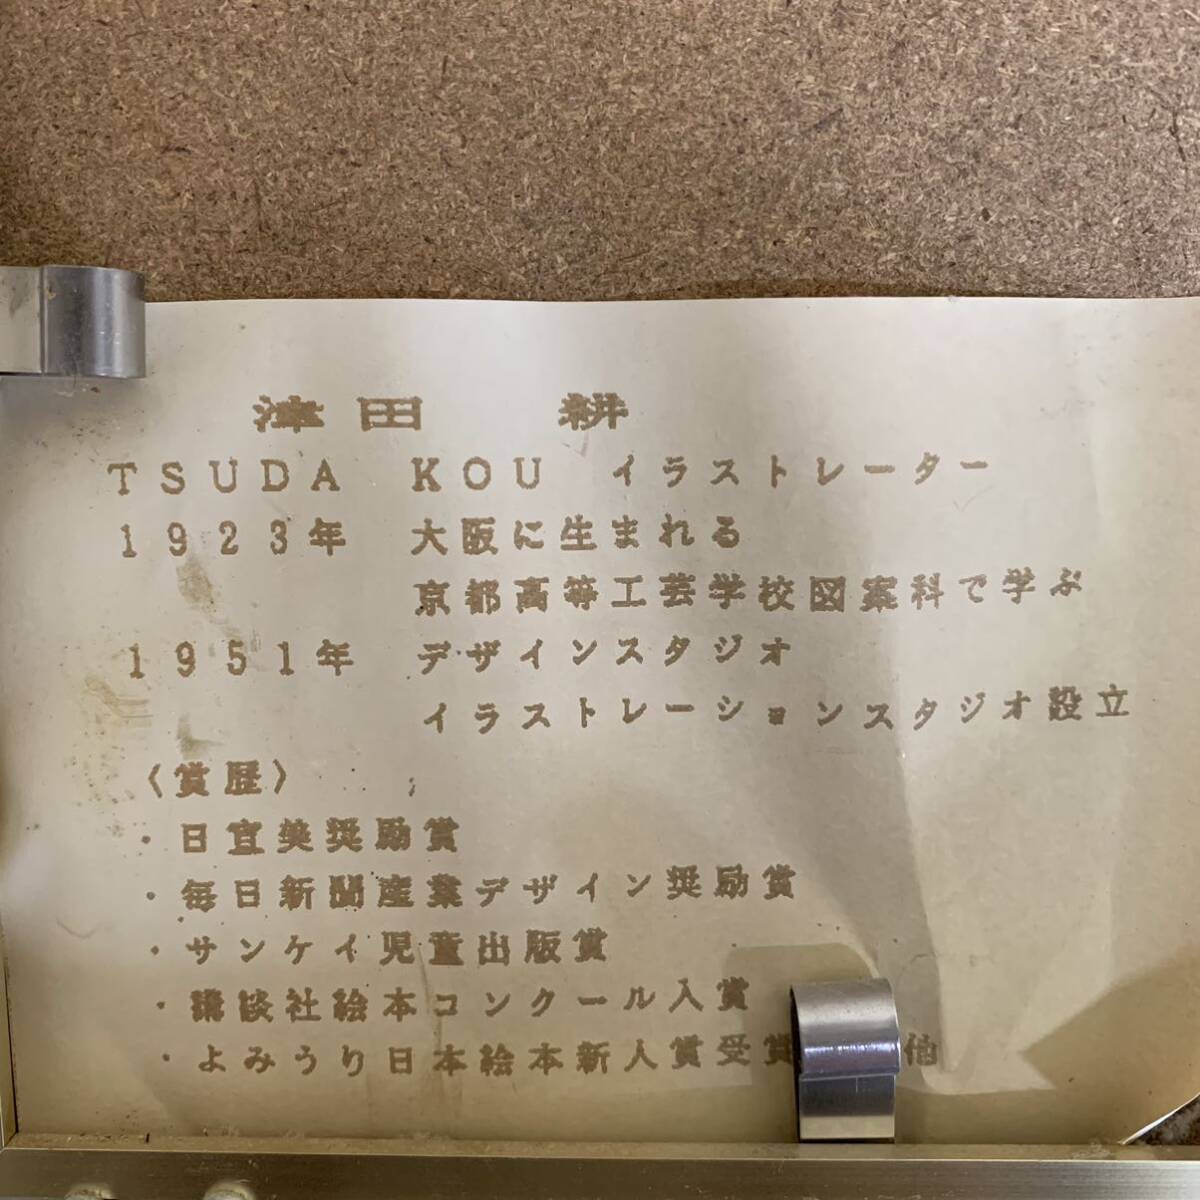 津田　耕
TSUDA　KOU　イラストレーター
1923年　大阪に生まれる
京都高等工芸学校図案科で学ぶ
1951年　デザインスタジオ
イラストレーションスタジオ設立
〈賞歴〉
・日宣美奨励賞
・毎日新聞産業デザイン奨励賞
・サンケイ児童出版賞
・講談社絵本コンクール入賞
・よみうり日本絵本新人賞受賞　他